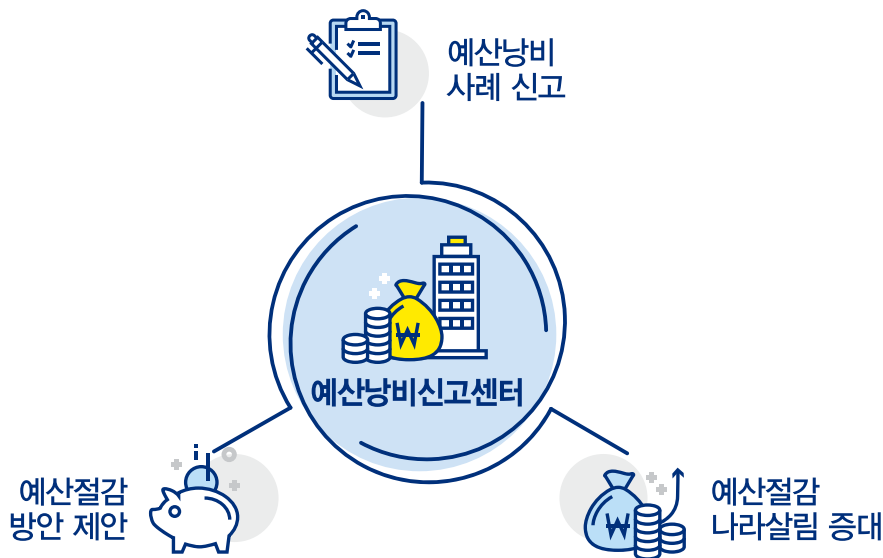 예산낭비
사례 신고
예산낭비신고센터
예산절감
방안 제안
예산절감
나라살림 증대